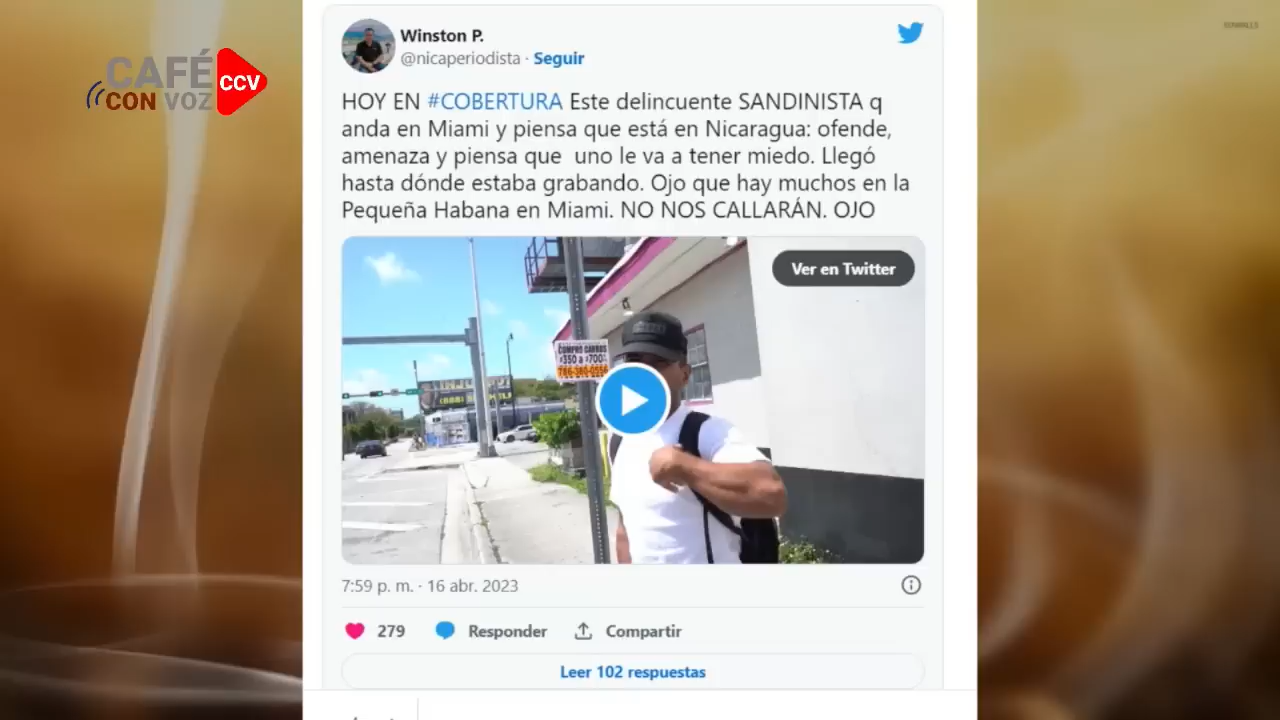 CAFÉ
CON VOZ
CCV
Winston P.
@nicaperiodista · Seguir
HOY EN #COBERTURA Este delincuente SANDINISTA q
anda en Miami y piensa que está en Nicaragua: ofende,
amenaza y piensa que  uno le va a tener miedo. Llegó
hasta dónde estaba grabando. Ojo que hay muchos en la
Pequeña Habana en Miami. NO NOS CALLARÁN. OJO
Ver en Twitter
COMPRO CARROS
$350 a $700
786-360-0556
7:59 p. m. · 16 abr. 2023
279
Responder
Compartir
Leer 102 respuestas